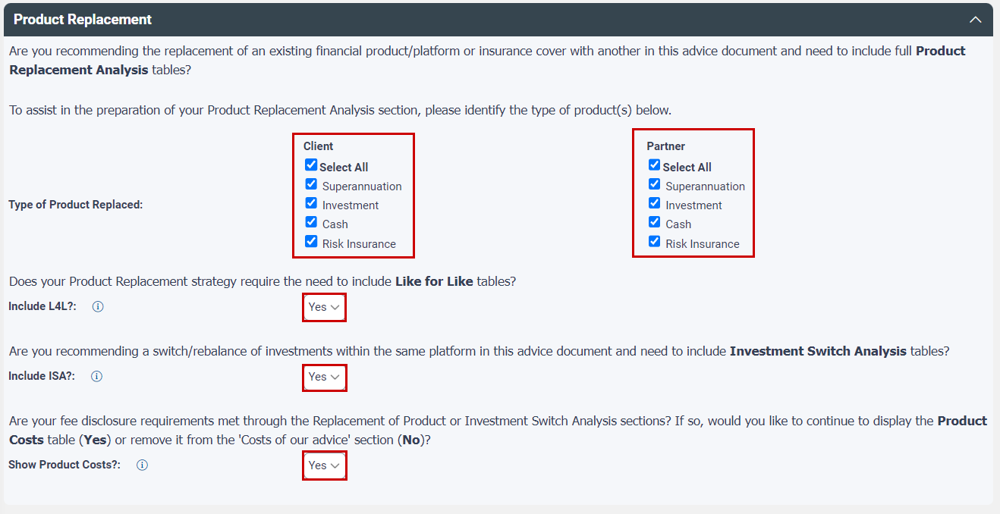 Product Replacement
Are you recommending the replacement of an existing financial product/platform or insurance cover with another in this advice document and need to include full Product
Replacement Analysis tables?
To assist in the preparation of your Product Replacement Analysis section, please identify the type of product(s) below.
Type of Product Replaced:
Client
Select All
Superannuation
Investment
Cash
Risk Insurance
Partner
Select All
Superannuation
Investment
Cash
Risk Insurance
Does your Product Replacement strategy require the need to include Like for Like tables?
Include L4L?: Yes
Are you recommending a switch/rebalance of investments within the same platform in this advice document and need to include Investment Switch Analysis tables?
Include ISA?: Yes
Are your fee disclosure requirements met through the Replacement of Product or Investment Switch Analysis sections? If so, would you like to continue to display the Product
Costs table (Yes) or remove it from the 'Costs of our advice' section (No)?
Show Product Costs?: Yes